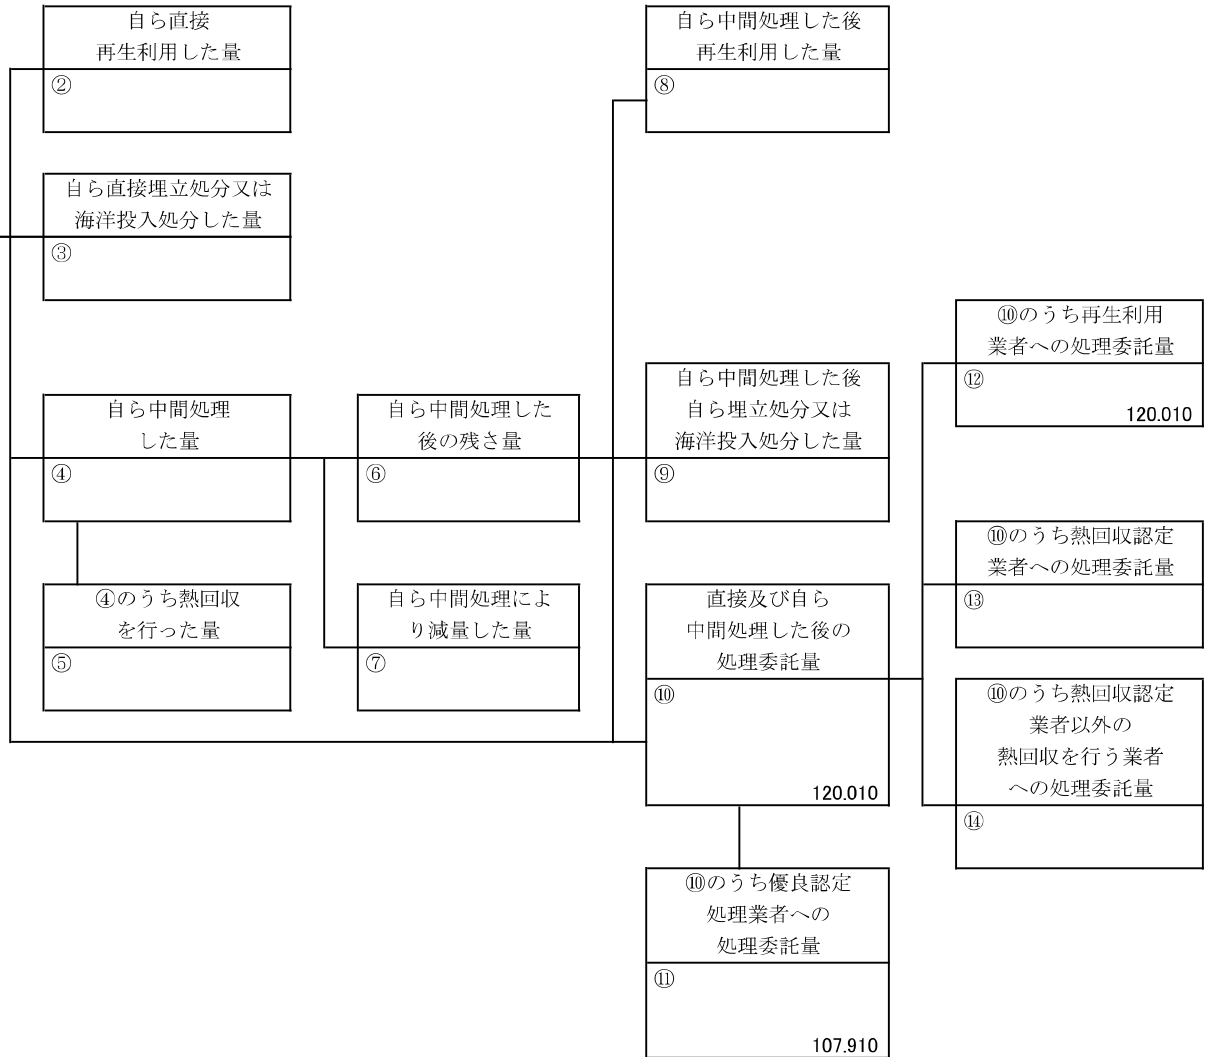 自ら直接
再生利用した量
②
自ら中間処理した後
再生利用した量
⑧
自ら直接埋立処分又は
海洋投入処分した量
③
⑩のうち再生利用
業者への処理委託量
⑫
120.010
自ら中間処理
した量
④
自ら中間処理した
後の残さ量
⑥
自ら中間処理した後
自ら埋立処分又は
海洋投入処分した量
⑨
⑩のうち熱回収認定
業者への処理委託量
⑬
④のうち熱回収
を行った量
⑤
自ら中間処理によ
り減量した量
⑦
直接及び自ら
中間処理した後の
処理委託量
⑩
120.010
⑩のうち熱回収認定
業者以外の
熱回収を行う業者
への処理委託量
⑭
⑩のうち優良認定
処理業者への
処理委託量
⑪
107.910